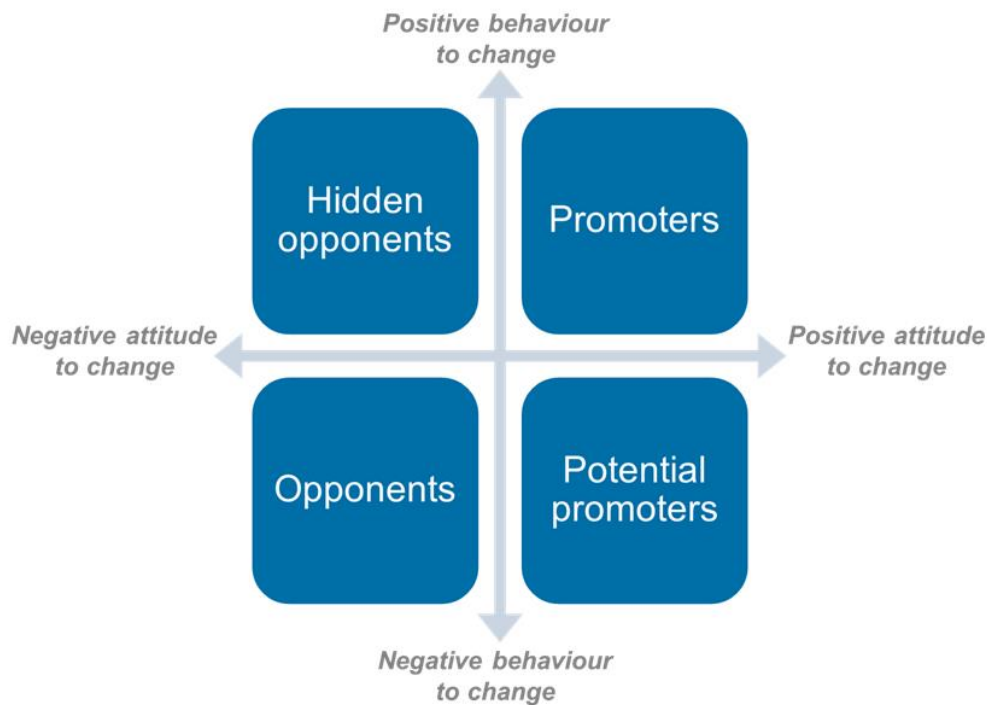 Positive behaviour
to change
Hidden
opponents
Promoters
Negative attitude
to change
Positive attitude
to change
Opponents
Potential
promoters
Negative behaviour
to change